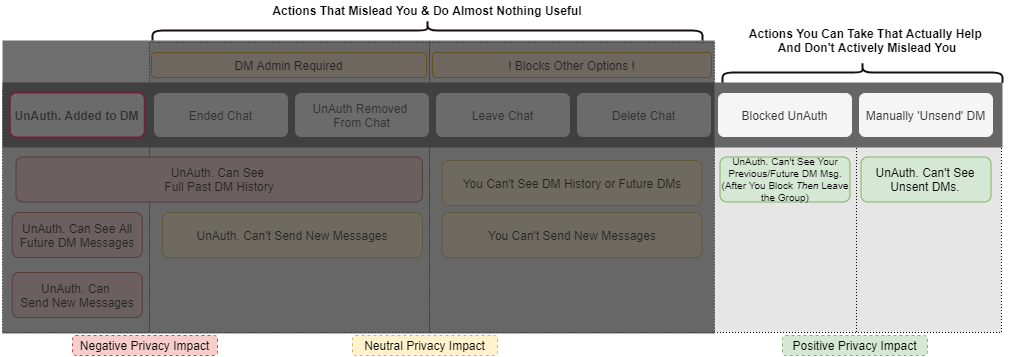 Actions That Mislead You & Do Almost Nothing Useful
Actions You Can Take That Actually Help
And Don't Actively Mislead You
DM Admin Required
! Blocks Other Options !
UnAuth. Added to DM
Ended Chat
UnAuth Removed
From Chat
Leave Chat
Delete Chat
Blocked UnAuth
Manually 'Unsend' DM
UnAuth. Can See
Full Past DM History
You Can't See DM History or Future DMs
UnAuth. Can't See Your
Previous/Future DM Msg.
(After You Block Then Leave
the Group)
UnAuth. Can't See
Unsent DMs.
UnAuth. Can See All
Future DM Messages
UnAuth. Can't Send New Messages
You Can't Send New Messages
UnAuth. Can
Send New Messages
Negative Privacy Impact
Neutral Privacy Impact
Positive Privacy Impact